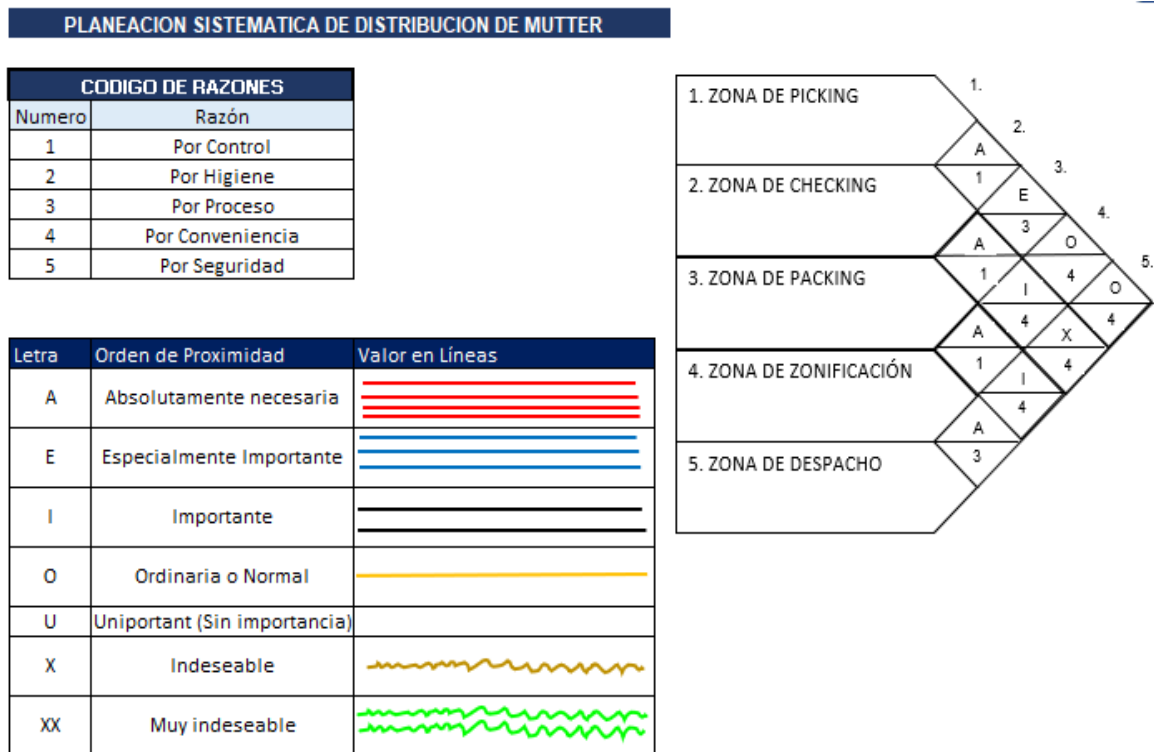 PLANEACION SISTEMATICA DE DISTRIBUCION DE MUTTER
CODIGO DE RAZONES
Numero Razón
1 Por Control
2 Por Higiene
3 Por Proceso
4 Por Conveniencia
5 Por Seguridad
Letra Orden de Proximidad Valor en Líneas
A Absolutamente necesaria
E Especialmente Importante
I Importante
O Ordinaria o Normal
U Uniportant (Sin importancia)
X Indeseable
XX Muy indeseable
1. ZONA DE PICKING
2. ZONA DE CHECKING
3. ZONA DE PACKING
4. ZONA DE ZONIFICACIÓN
5. ZONA DE DESPACHO
1.
2.
3.
4.
5.
A
1 E
3 O
A
1 4 O
I
4 4
A X
1 4
I
4
A
3